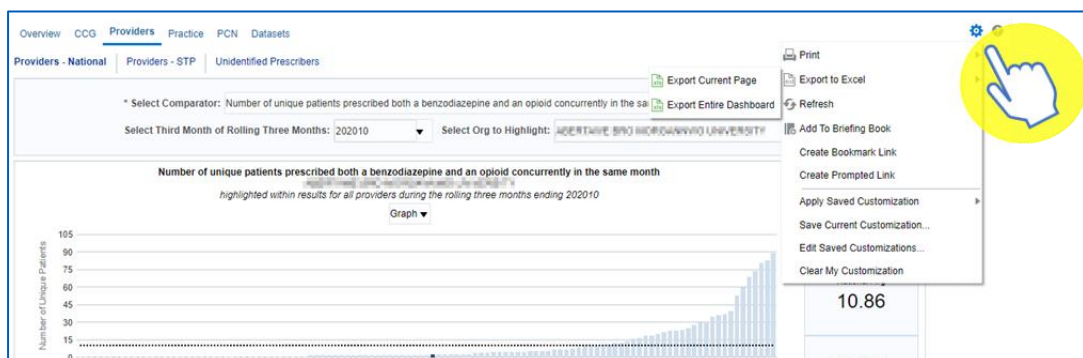 Overview CCG Providers Practice PCN Datasets
Providers - National Providers - STP Unidentified Prescribers
* Select Comparator: Number of unique patients prescribed both a benzodiazepine and an opioid concurrently in the sa
Select Third Month of Rolling Three Months: 202010 Select Org to Highlight:
Number of unique patients prescribed both a benzodiazepine and an opioid concurrently in the same month
highlighted within results for all providers during the rolling three months ending 202010
Graph
Number of Unique Patients
105
90
75
60
45
30
15
0
Print
Export to Excel
Export Current Page
Export Entire Dashboard
Refresh
Add To Briefing Book
Create Bookmark Link
Create Prompted Link
Apply Saved Customization
Save Current Customization...
Edit Saved Customizations...
Clear My Customization
10.86